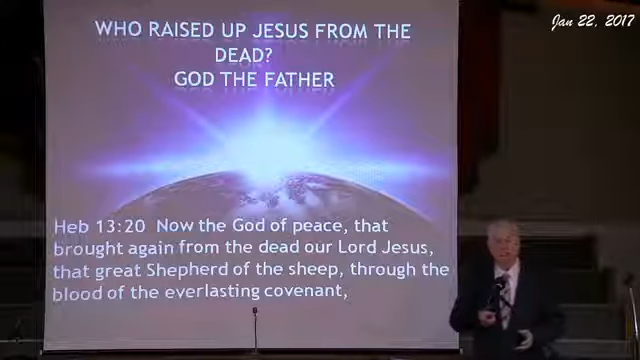 Jan 22, 2017
WHO RAISED UP JESUS FROM THE
DEAD?
GOD THE FATHER
Heb 13:20 Now the God of peace, that
brought again from the dead our Lord Jesus,
that great Shepherd of the sheep, through the
blood of the everlasting covenant,